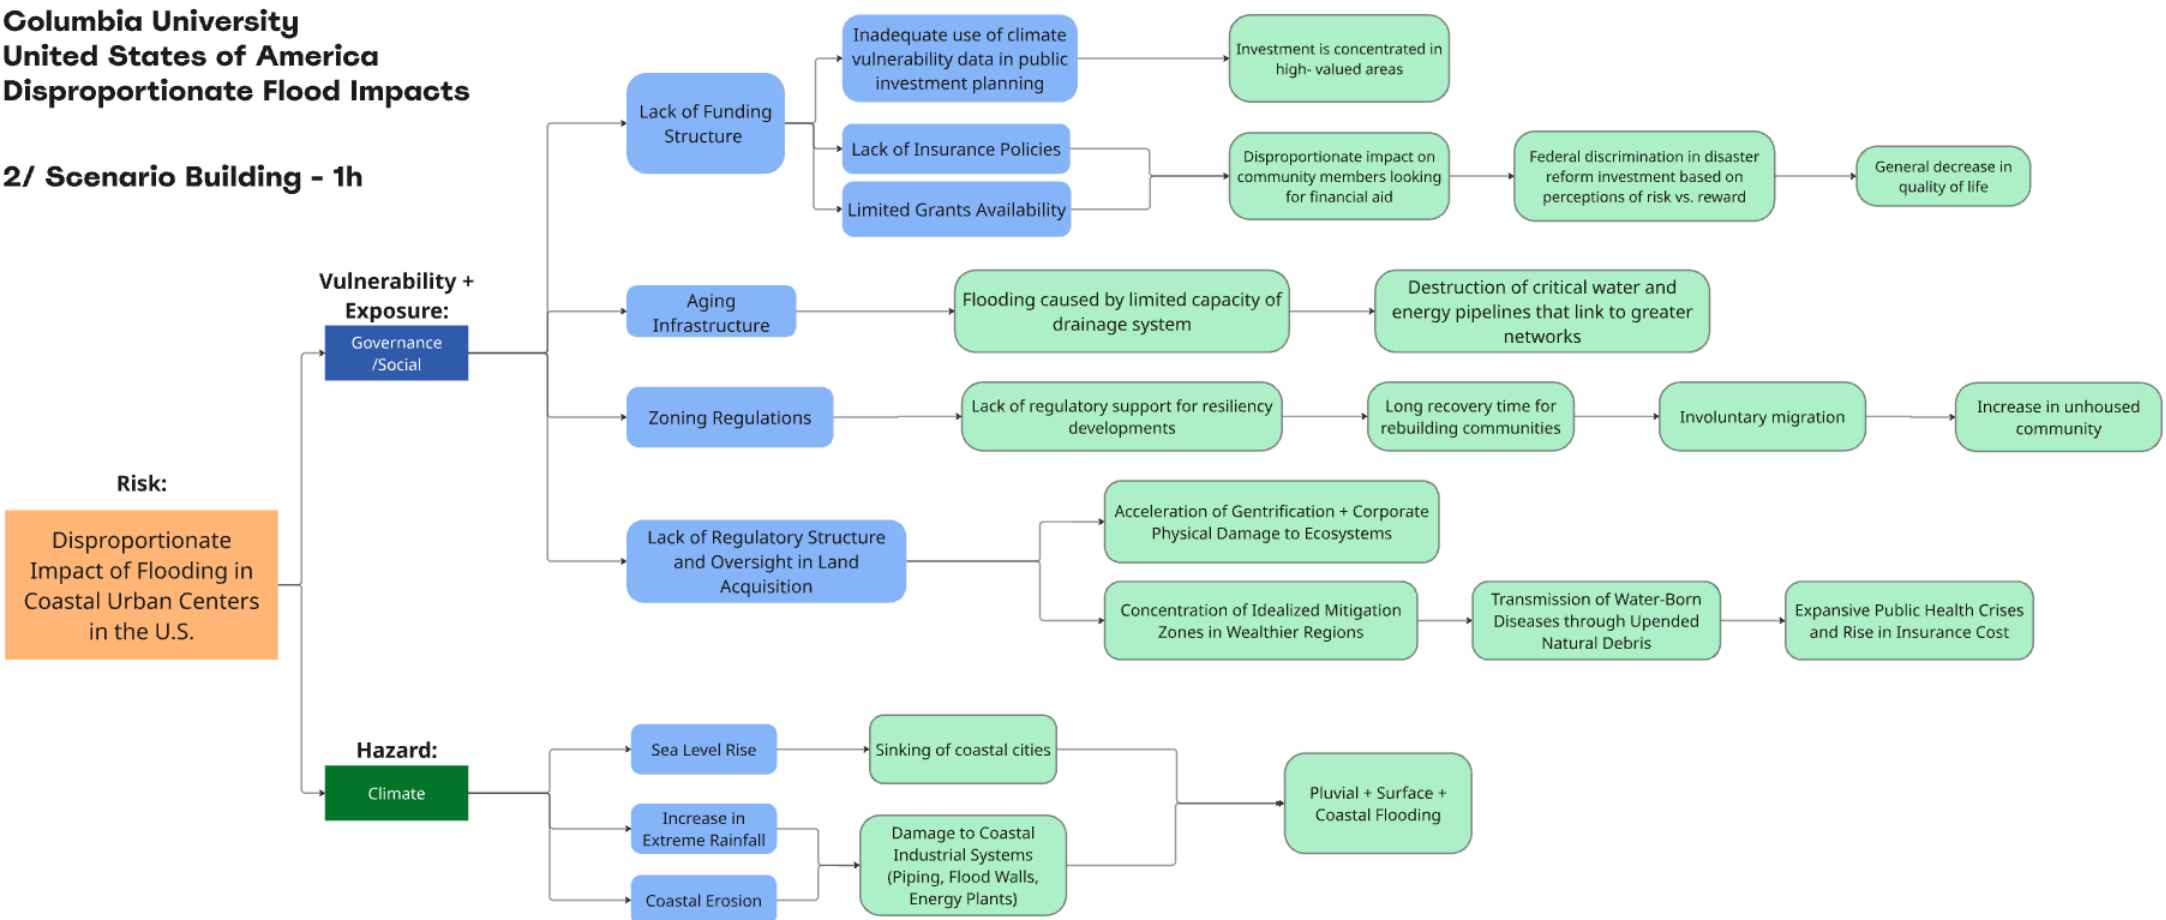 Columbia University
United States of America
Disproportionate Flood Impacts
2/ Scenario Building - 1h
Risk:
Disproportionate
Impact of Flooding in
Coastal Urban Centers
in the U.S.
Vulnerability +
Exposure:
Governance
/Social
Lack of Funding
Structure
Inadequate use of climate
vulnerability data in public
investment planning
Investment is concentrated in
high- valued areas
Lack of Insurance Policies
Limited Grants Availability
Disproportionate impact on
community members looking
for financial aid
Federal discrimination in disaster
reform investment based on
perceptions of risk vs. reward
General decrease in
quality of life
Aging
Infrastructure
Flooding caused by limited capacity of
drainage system
Destruction of critical water and
energy pipelines that link to greater
networks
Zoning Regulations
Lack of regulatory support for resiliency
developments
Long recovery time for
rebuilding communities
Involuntary migration
Increase in unhoused
community
Lack of Regulatory Structure
and Oversight in Land
Acquisition
Acceleration of Gentrification + Corporate
Physical Damage to Ecosystems
Concentration of Idealized Mitigation
Zones in Wealthier Regions
Transmission of Water-Born
Diseases through Upended
Natural Debris
Expansive Public Health Crises
and Rise in Insurance Cost
Hazard:
Climate
Sea Level Rise
Sinking of coastal cities
Increase in
Extreme Rainfall
Coastal Erosion
Damage to Coastal
Industrial Systems
(Piping, Flood Walls,
Energy Plants)
Pluvial + Surface +
Coastal Flooding